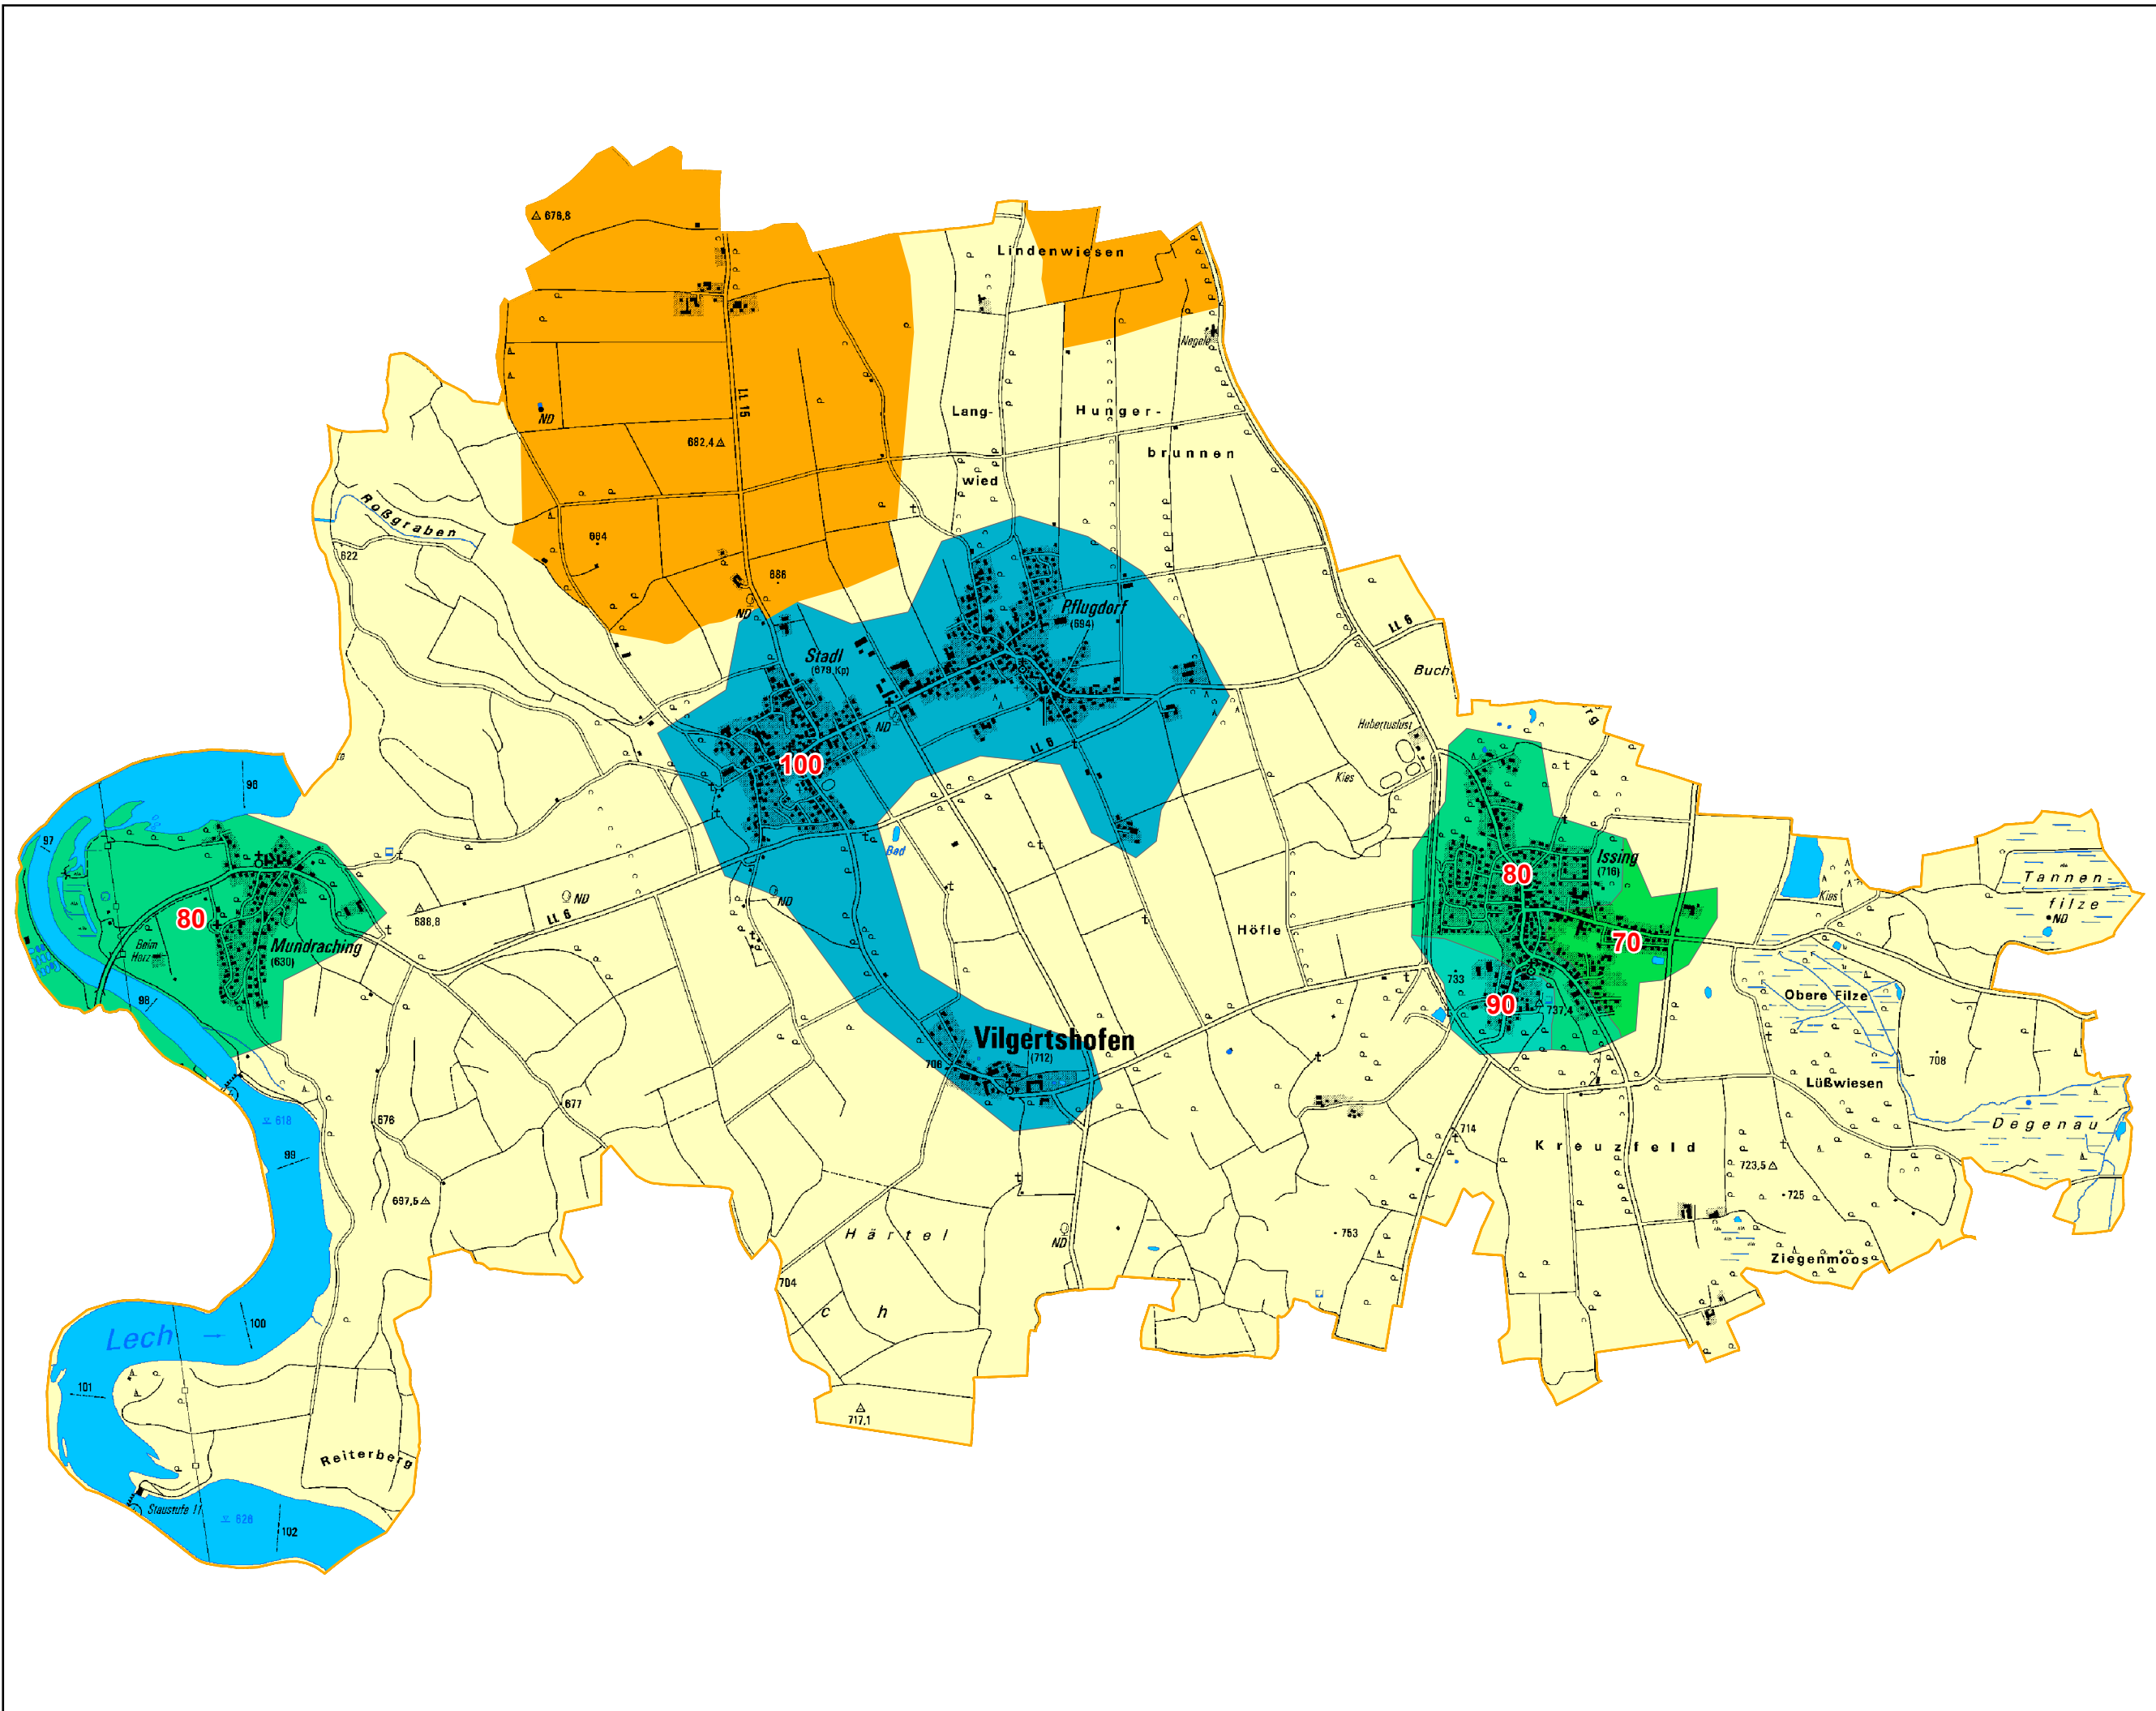 676,8
Lindenwiesen
Negele
LL 15
ND
682,4
Lang-
Hunger-
brunnen
wied
Roßgraben
622
684
686
ND
Pflugdorf
(694)
LL 6
Stadl
(679,Kp)
Buch
ND
Hubertuslust
LL 6
100
Kies
96
97
Bad
Issing
(716)
80
Tannen-
filze
ND
Kies
ND
ND
688,8
LL 6
80
Mundraching
(630)
Beim
Herz
Höfle
70
733
90
737,4
Obere Filze
98
Vilgertshofen
(712)
706
708
Lüßwiesen
618
677
676
Degenau
99
714
Kreuzfeld
723,5
725
697,5
Härtel
753
ND
Ziegenmoos
704
c h
100
Lech
101
717,1
Reiterberg
Staustufe 11
628
102